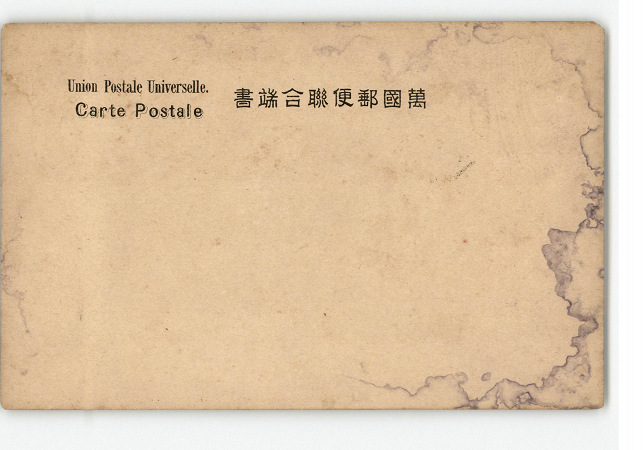 Union Postale Universelle.
Carte Postale
書端合聯便郵國萬